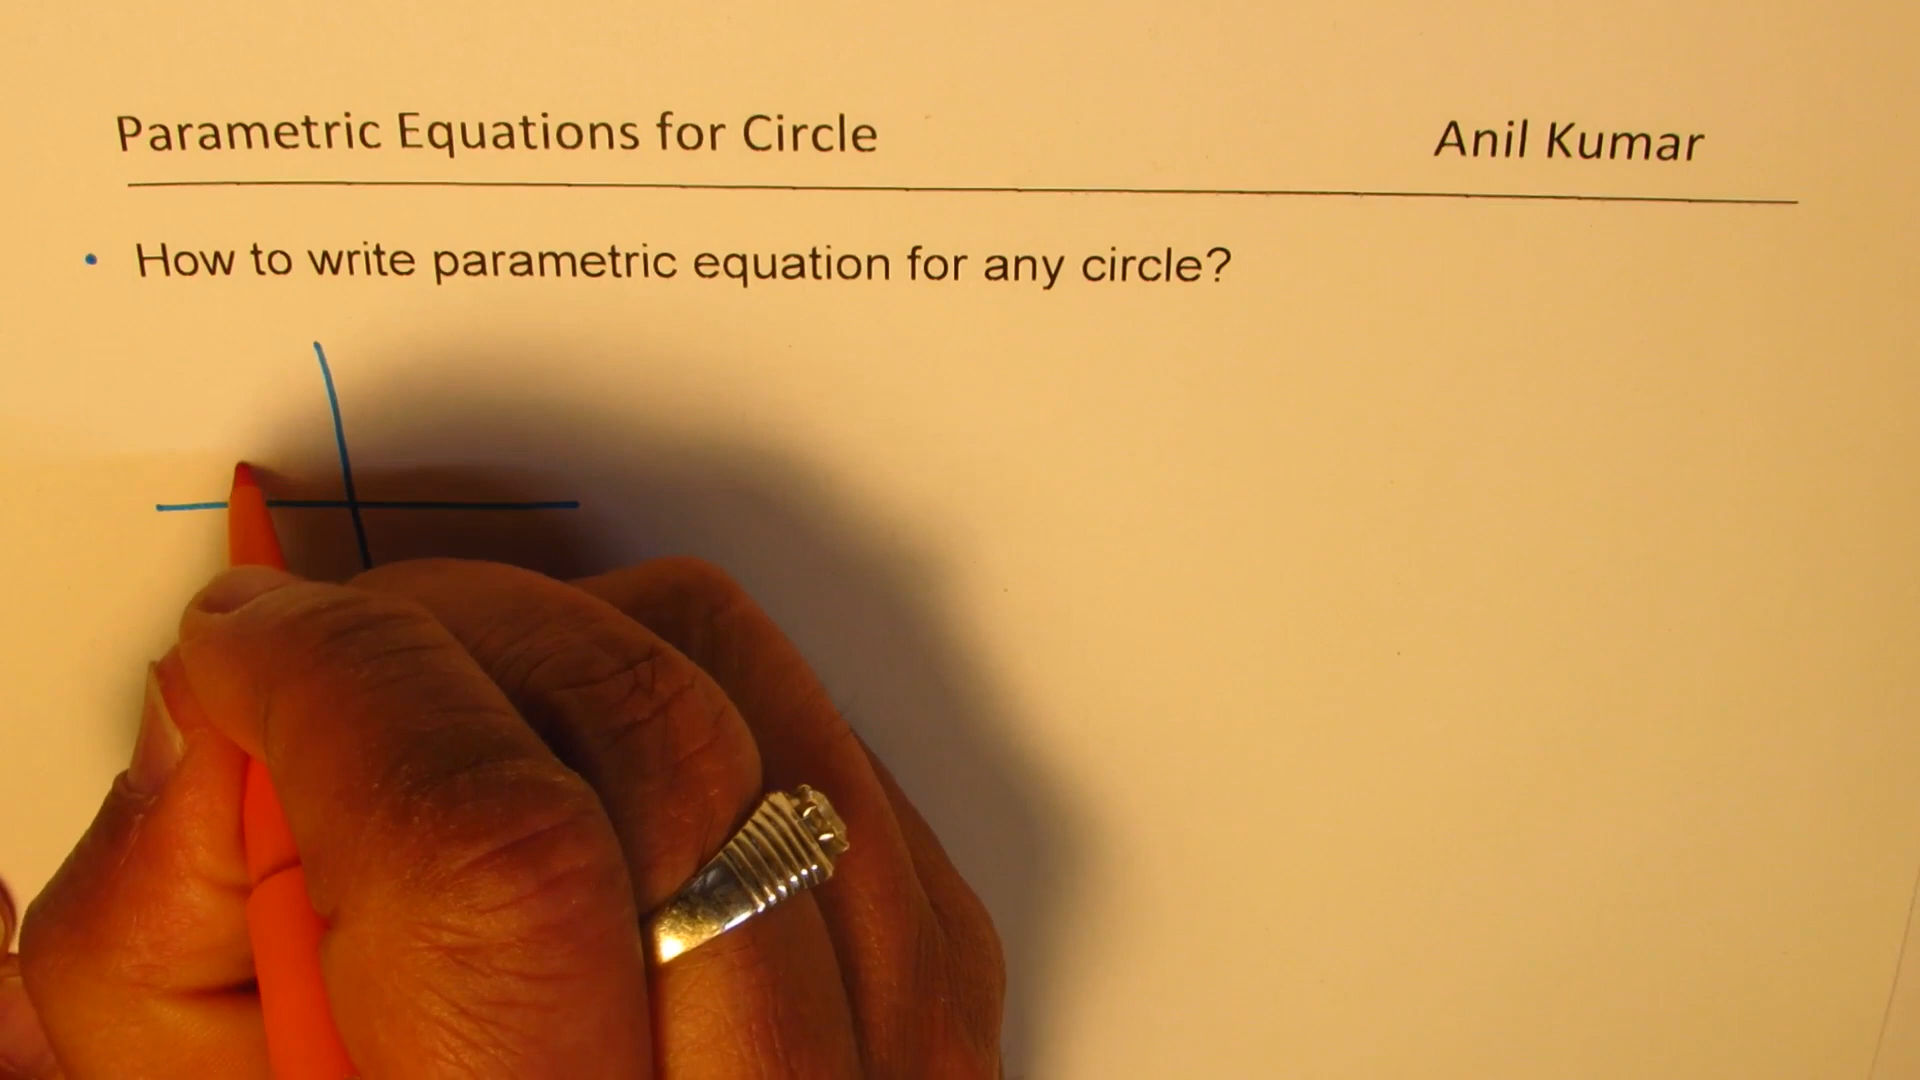 Parametric Equations for Circle Anil Kumar
• How to write parametric equation for any circle?